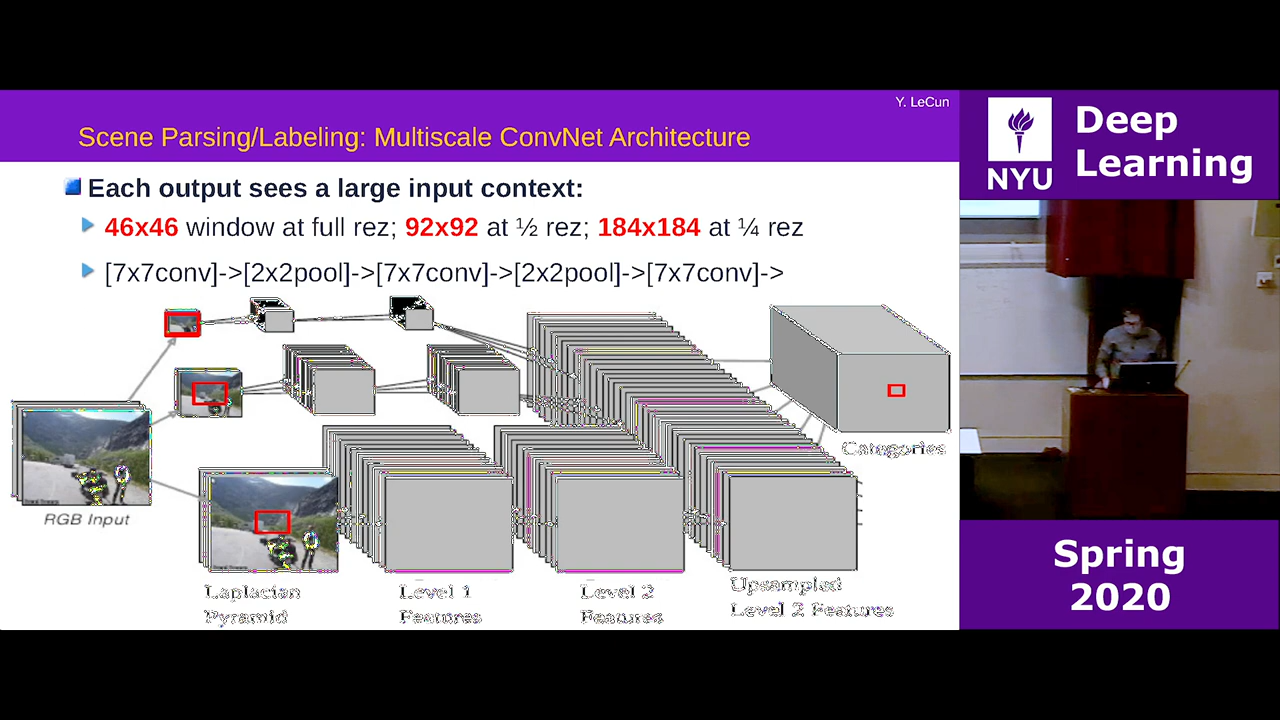 Y. LeCun
Scene Parsing/Labeling: Multiscale ConvNet Architecture
Each output sees a large input context:
46x46 window at full rez; 92x92 at ½ rez; 184x184 at ¼ rez
[7x7conv]->[2x2pool]->[7x7conv]->[2x2pool]->[7x7conv]->
RGB Input
Laplacian
Pyramid
Level 1
Features
Level 2
Features
Upsampled
Level 2 Features
Categories
NYU
Deep
Learning
Spring
2020